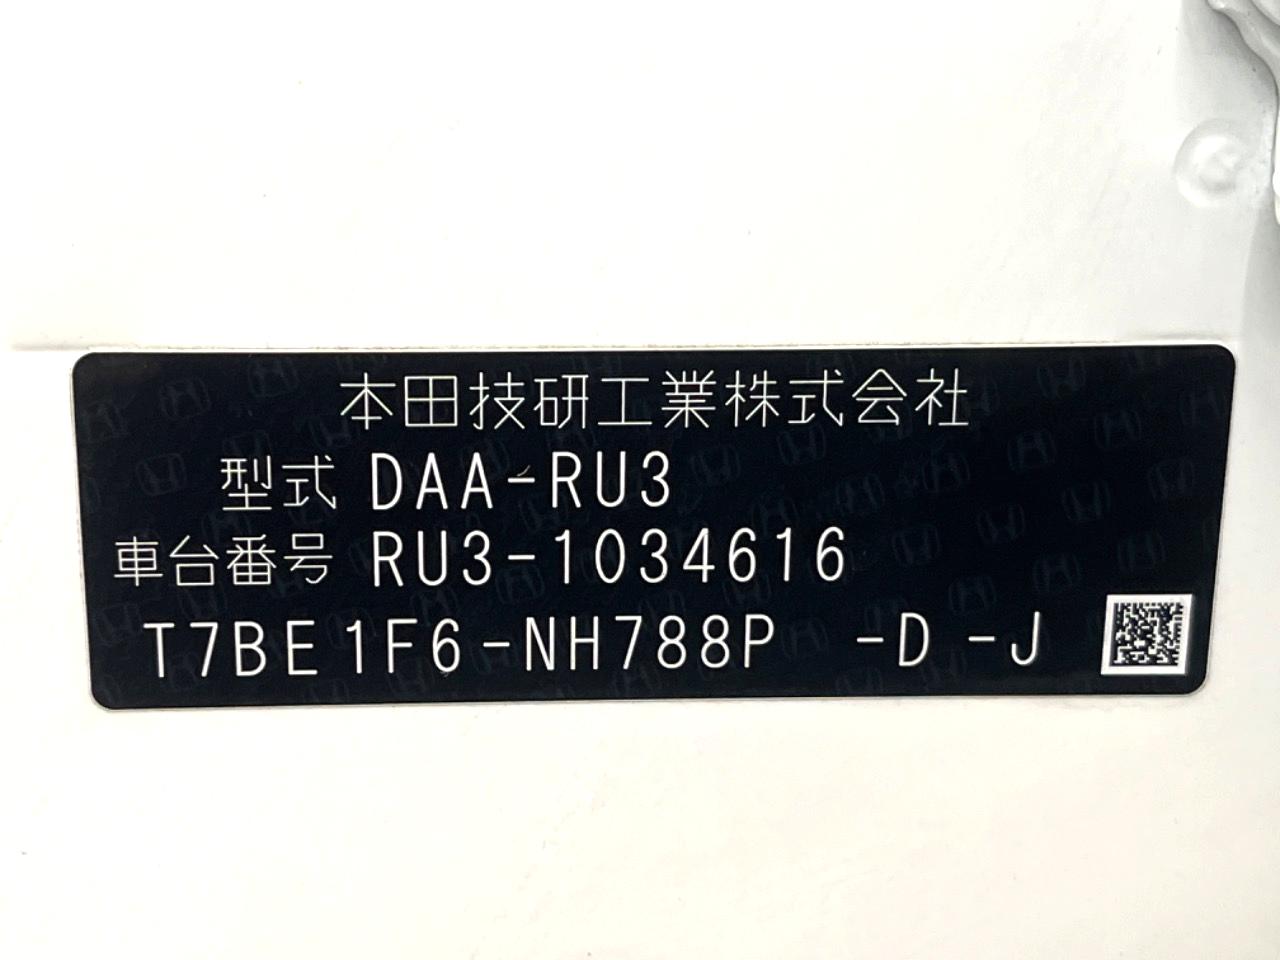 本田技研工業株式会社
型式 DAA-RU3
車台番号 RU3-1034616
T7BE1F6-NH788P -D -J